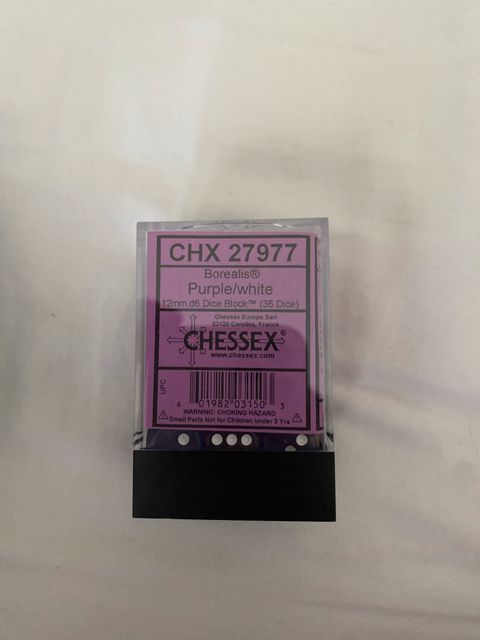 CHX 27977
Borealis®
Purple/white
12mm d6 Dice Block™ (36 Dice)
Chessex Europe Sarl
53120 Carelles, France
CHESSEX®
www.chessex.com
UPC
6 01982 03150 3
WARNING: CHOKING HAZARD
Small Parts Not for Children under 3 Yrs